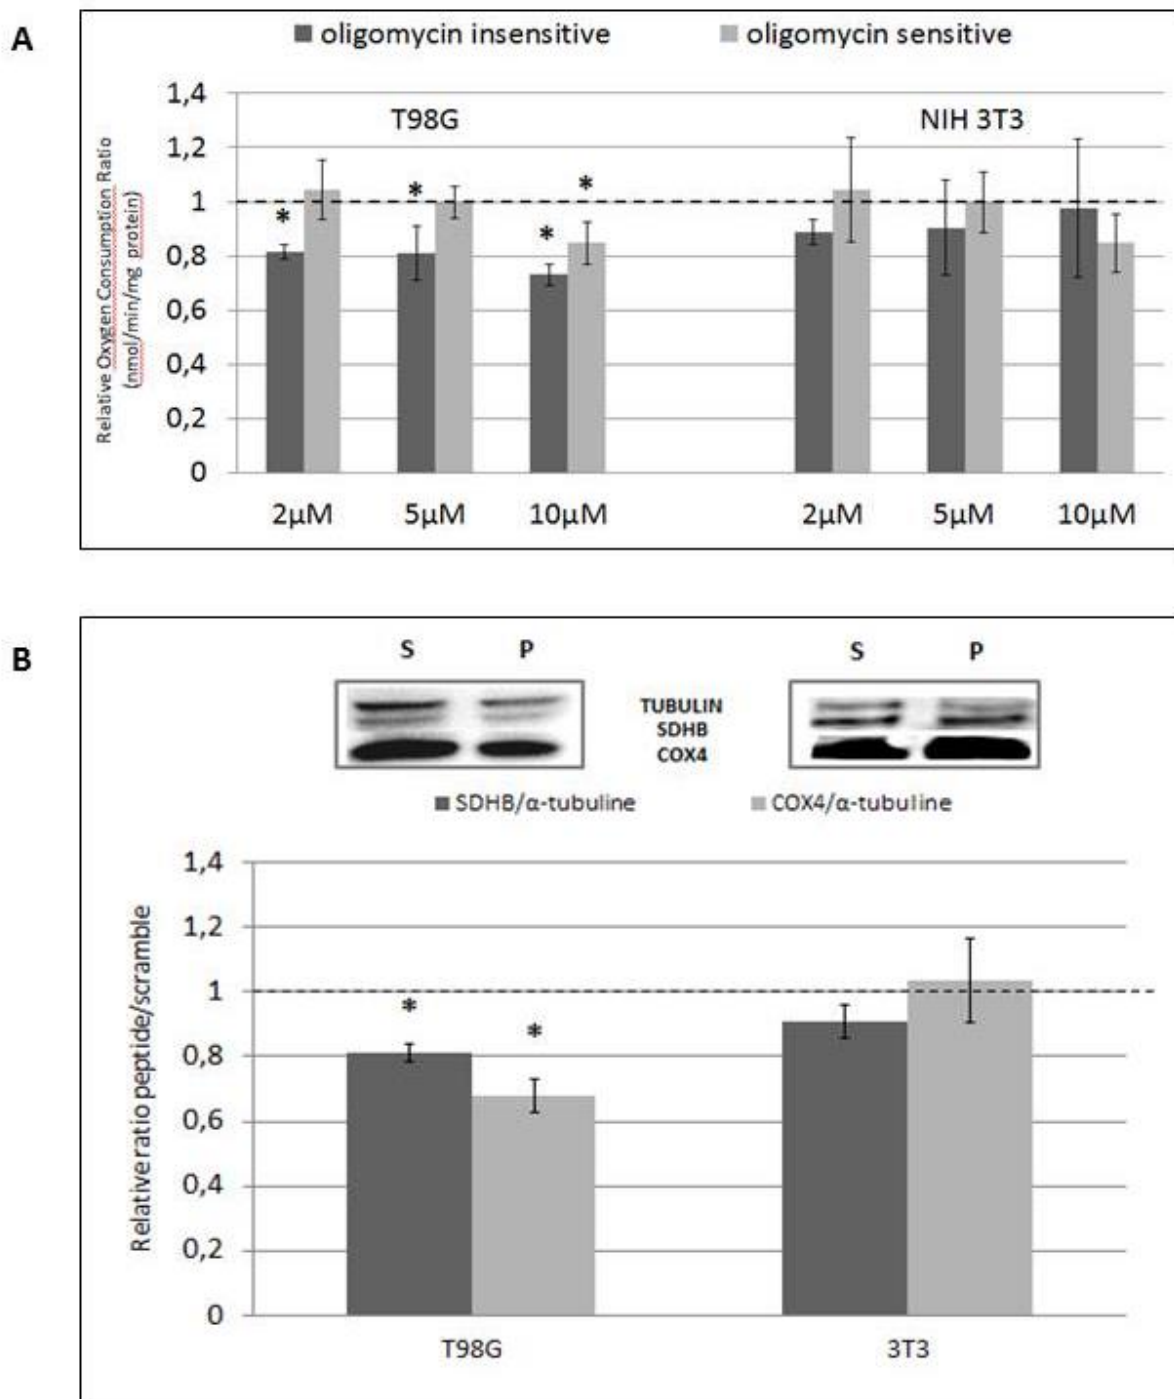 A
oligomycin insensitive oligomycin sensitive
Relative Oxygen Consumption Ratio
(nmol/min/mg protein)
1,4
1,2
1
0,8
0,6
0,4
0,2
0
T98G NIH 3T3
*
*
*
*
2µM 5µM 10µM 2µM 5µM 10µM
B
S P S P
TUBULIN
SDHB
COX4
SDHB/α-tubuline COX4/α-tubuline
Relative ratio peptide/scramble
1,4
1,2
1
0,8
0,6
0,4
0,2
0
*
*
T98G 3T3